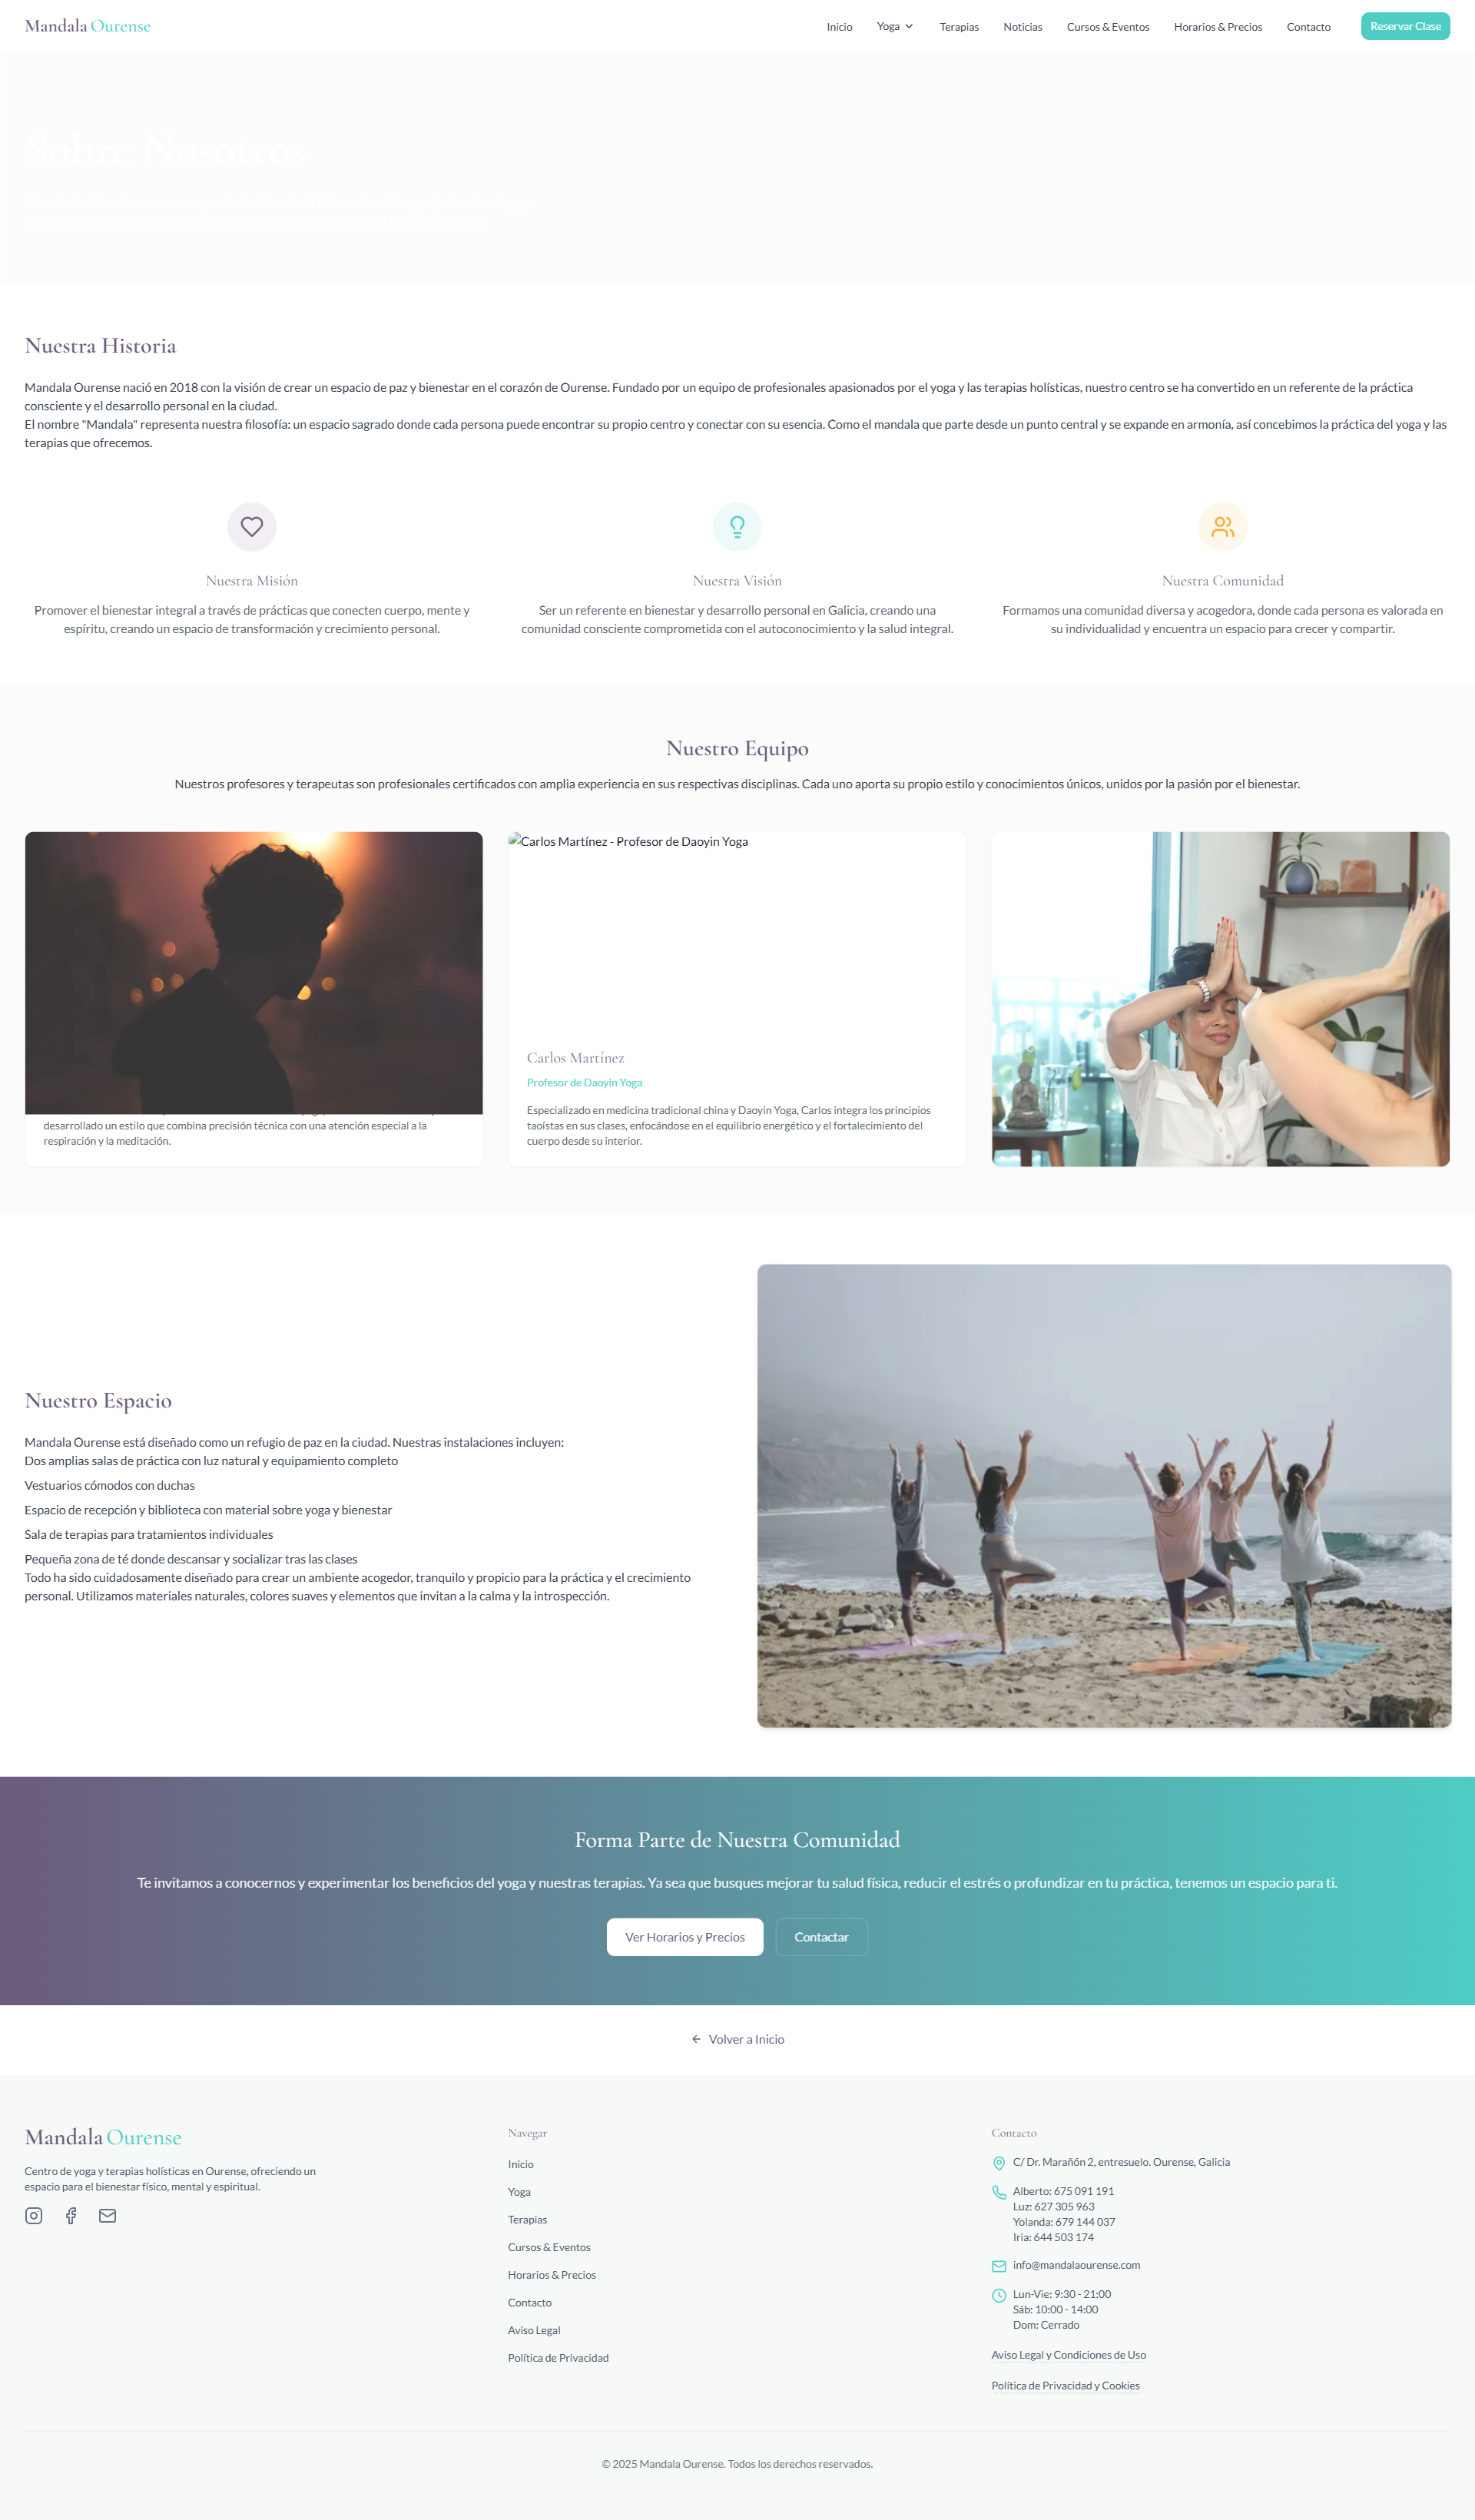 Mandala Ourense
Inicio
Yoga
Terapias
Noticias
Cursos & Eventos
Horarios & Precios
Contacto
Reservar Clase
Sobre Nosotros
Nuestra Historia
Mandala Ourense nació en 2018 con la visión de crear un espacio de paz y bienestar en el corazón de Ourense. Fundado por un equipo de profesionales apasionados por el yoga y las terapias holísticas, nuestro centro se ha convertido en un referente de la práctica
consciente y el desarrollo personal en la ciudad.
El nombre "Mandala" representa nuestra filosofía: un espacio sagrado donde cada persona puede encontrar su propio centro y conectar con su esencia. Como el mandala que parte desde un punto central y se expande en armonía, así concebimos la práctica del yoga y las
terapias que ofrecemos.
Nuestra Misión
Promover el bienestar integral a través de prácticas que conecten cuerpo, mente y
espíritu, creando un espacio de transformación y crecimiento personal.
Nuestra Visión
Ser un referente en bienestar y desarrollo personal en Galicia, creando una
comunidad consciente comprometida con el autoconocimiento y la salud integral.
Nuestra Comunidad
Formamos una comunidad diversa y acogedora, donde cada persona es valorada en
su individualidad y encuentra un espacio para crecer y compartir.
Nuestro Equipo
Nuestros profesores y terapeutas son profesionales certificados con amplia experiencia en sus respectivas disciplinas. Cada uno aporta su propio estilo y conocimientos únicos, unidos por la pasión por el bienestar.
desarrollado un estilo que combina precisión técnica con una atención especial a la
respiración y la meditación.
Carlos Martínez - Profesor de Daoyin Yoga
Carlos Martínez
Profesor de Daoyin Yoga
Especializado en medicina tradicional china y Daoyin Yoga, Carlos integra los principios
taoístas en sus clases, enfocándose en el equilibrio energético y el fortalecimiento del
cuerpo desde su interior.
Nuestro Espacio
Mandala Ourense está diseñado como un refugio de paz en la ciudad. Nuestras instalaciones incluyen:
Dos amplias salas de práctica con luz natural y equipamiento completo
Vestuarios cómodos con duchas
Espacio de recepción y biblioteca con material sobre yoga y bienestar
Sala de terapias para tratamientos individuales
Pequeña zona de té donde descansar y socializar tras las clases
Todo ha sido cuidadosamente diseñado para crear un ambiente acogedor, tranquilo y propicio para la práctica y el crecimiento
personal. Utilizamos materiales naturales, colores suaves y elementos que invitan a la calma y la introspección.
Forma Parte de Nuestra Comunidad
Te invitamos a conocernos y experimentar los beneficios del yoga y nuestras terapias. Ya sea que busques mejorar tu salud física, reducir el estrés o profundizar en tu práctica, tenemos un espacio para ti.
Ver Horarios y Precios
Contactar
Volver a Inicio
Mandala Ourense
Centro de yoga y terapias holísticas en Ourense, ofreciendo un
espacio para el bienestar físico, mental y espiritual.
Navegar
Inicio
Yoga
Terapias
Cursos & Eventos
Horarios & Precios
Contacto
Aviso Legal
Política de Privacidad
Contacto
C/ Dr. Marañón 2, entresuelo. Ourense, Galicia
Alberto: 675 091 191
Luz: 627 305 963
Yolanda: 679 144 037
Iria: 644 503 174
info@mandalaourense.com
Lun-Vie: 9:30 - 21:00
Sáb: 10:00 - 14:00
Dom: Cerrado
Aviso Legal y Condiciones de Uso
Política de Privacidad y Cookies
© 2025 Mandala Ourense. Todos los derechos reservados.